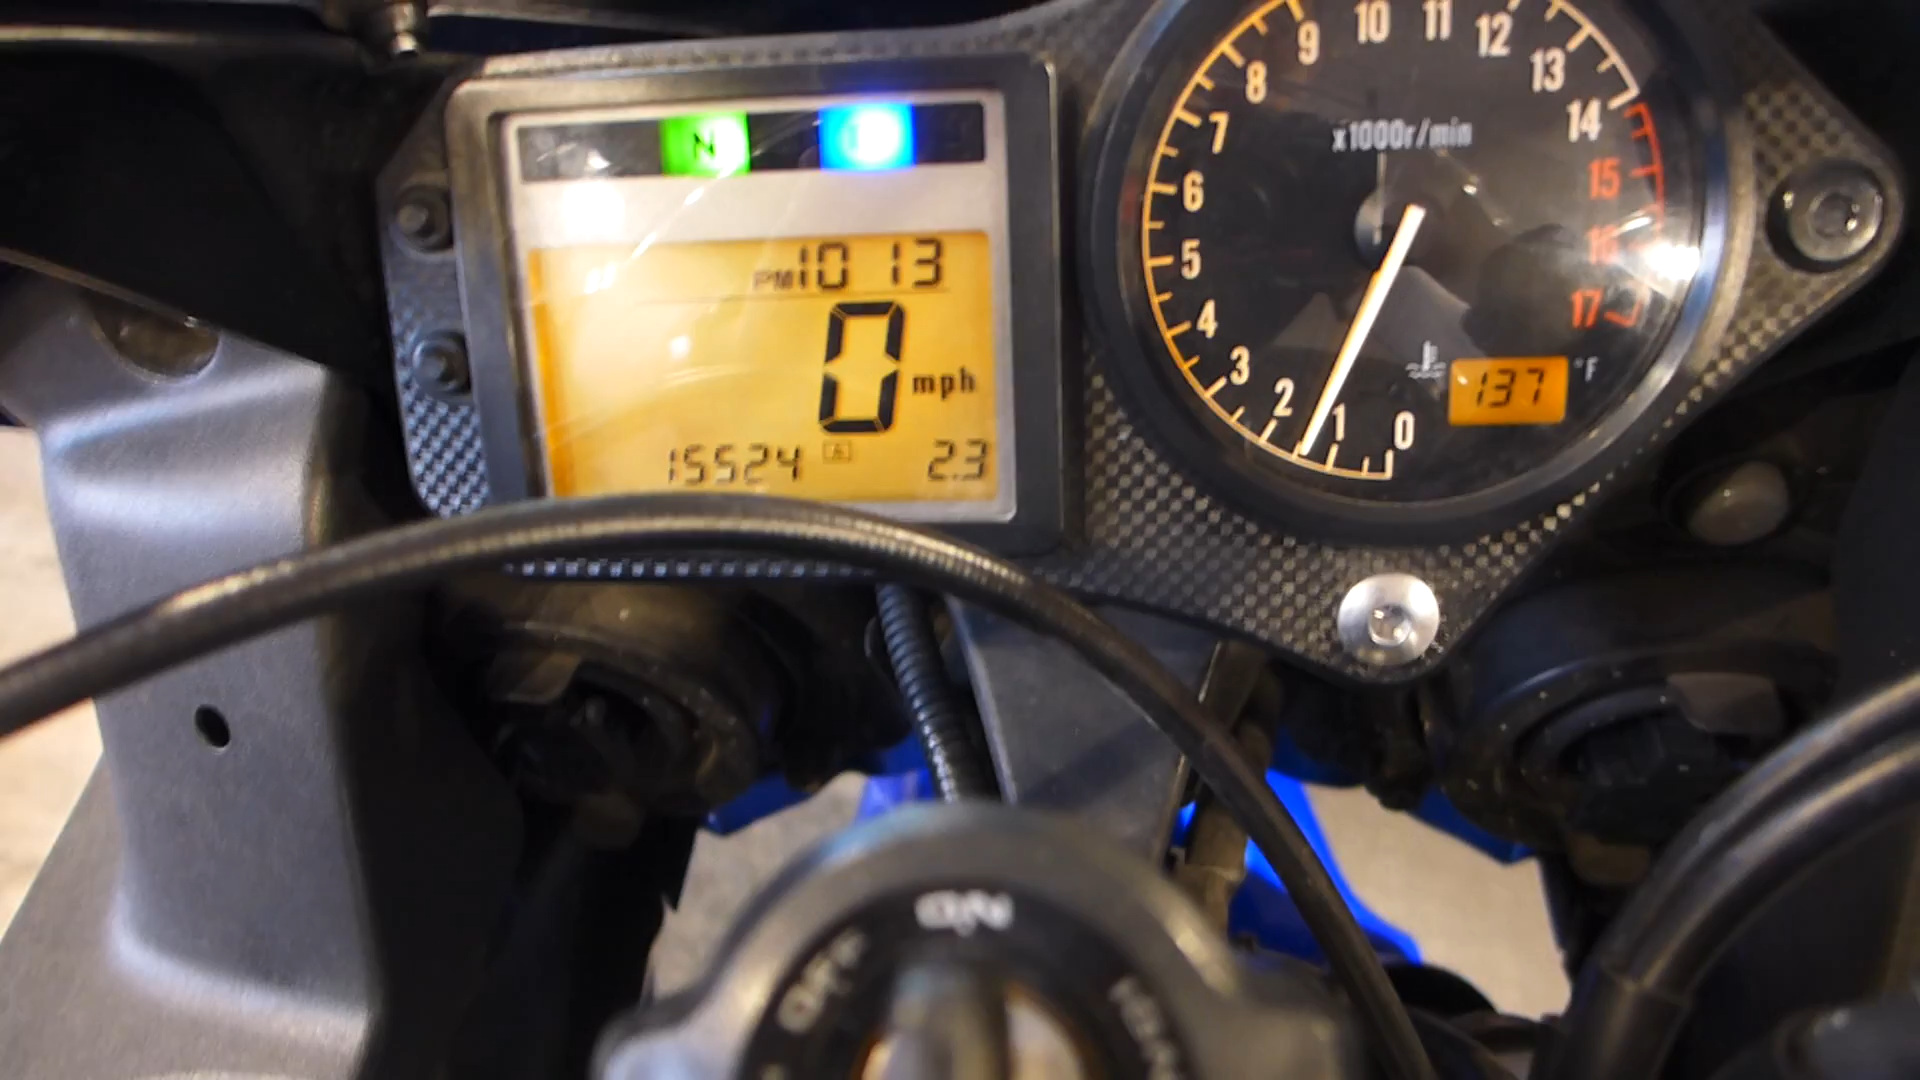 N
PM 10 13
0 mph
15524 A 2.3
0 1 2 3 4 5 6 7 8 9 10 11 12 13 14 15 16 17
x1000r/min
137 °F
ON
OFF